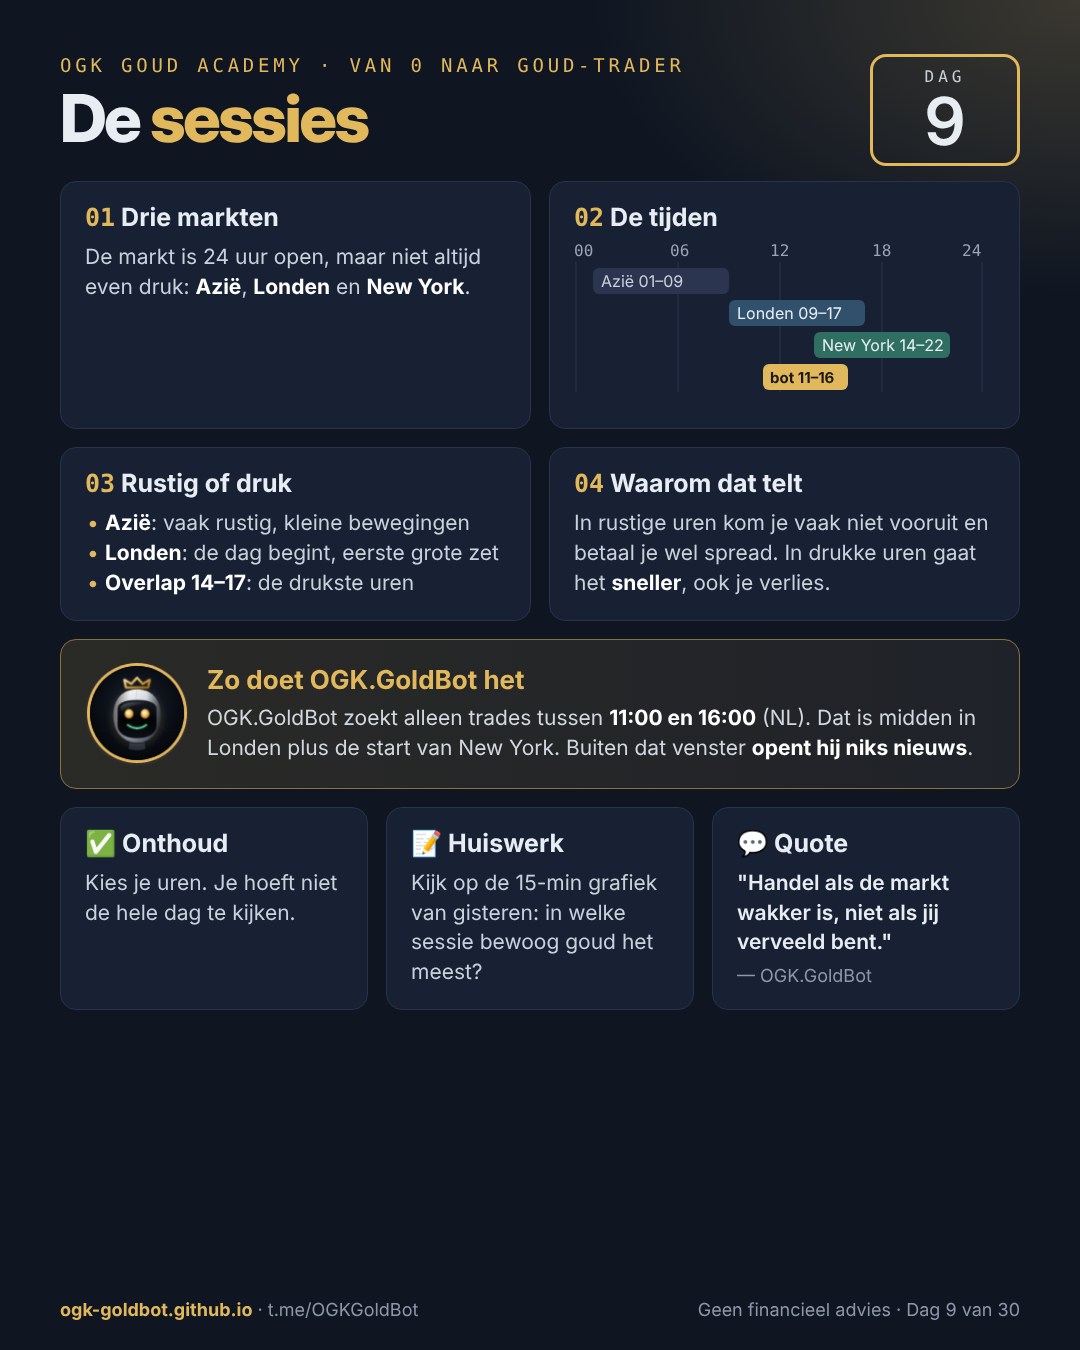 OGK GOUD ACADEMY · VAN 0 NAAR GOUD-TRADER
De sessies
DAG
9
01 Drie markten
De markt is 24 uur open, maar niet altijd
even druk: Azië, Londen en New York.
02 De tijden
00 06 12 18 24
Azië 01–09
Londen 09–17
New York 14–22
bot 11–16
03 Rustig of druk
• Azië: vaak rustig, kleine bewegingen
• Londen: de dag begint, eerste grote zet
• Overlap 14–17: de drukste uren
04 Waarom dat telt
In rustige uren kom je vaak niet vooruit en
betaal je wel spread. In drukke uren gaat
het sneller, ook je verlies.
Zo doet OGK.GoldBot het
OGK.GoldBot zoekt alleen trades tussen 11:00 en 16:00 (NL). Dat is midden in
Londen plus de start van New York. Buiten dat venster opent hij niks nieuws.
✅ Onthoud
Kies je uren. Je hoeft niet
de hele dag te kijken.
📝 Huiswerk
Kijk op de 15-min grafiek
van gisteren: in welke
sessie bewoog goud het
meest?
💬 Quote
"Handel als de markt
wakker is, niet als jij
verveeld bent."
— OGK.GoldBot
ogk-goldbot.github.io · t.me/OGKGoldBot
Geen financieel advies · Dag 9 van 30